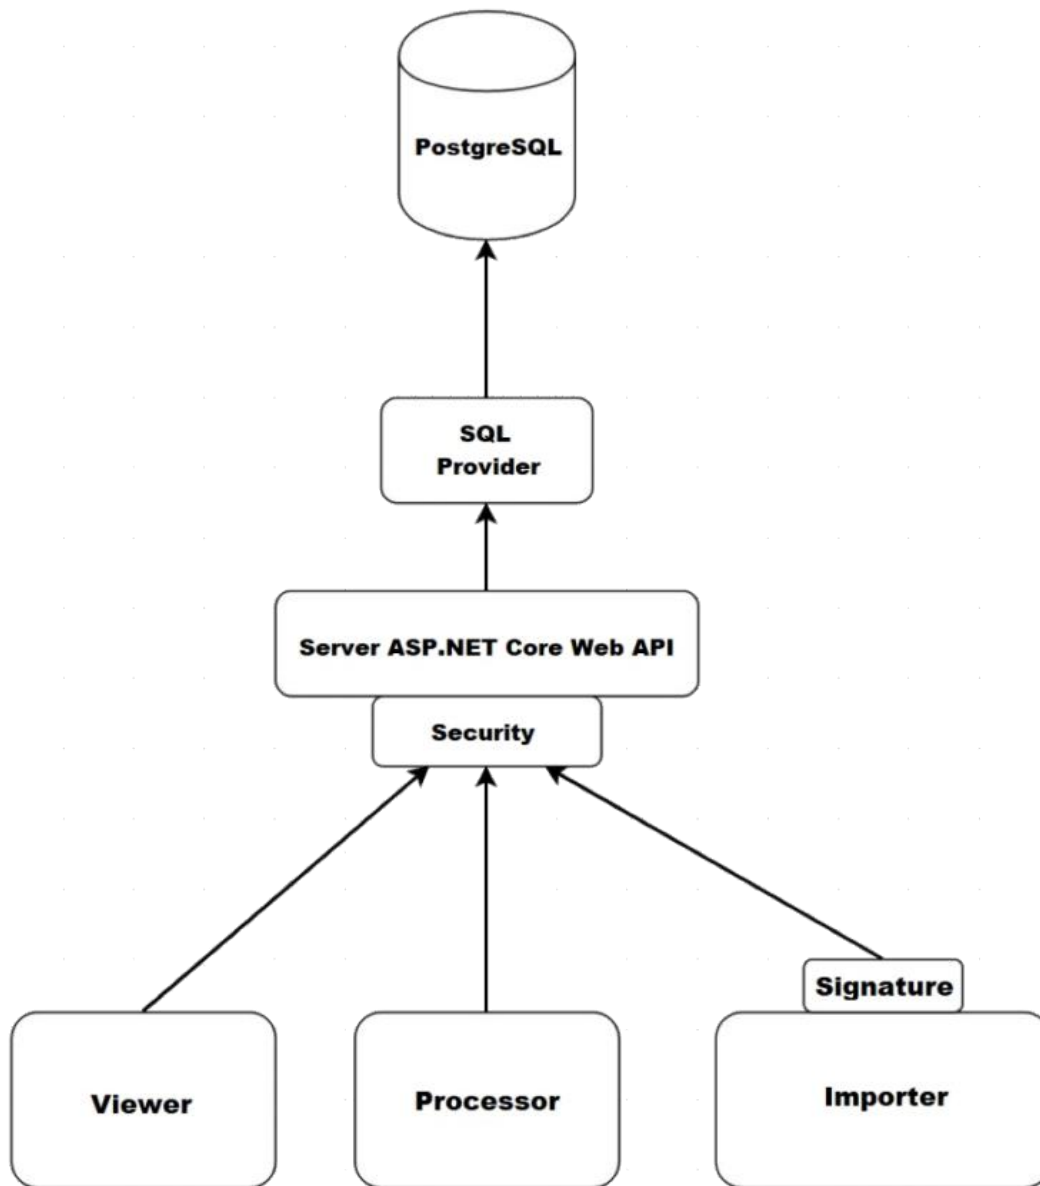 PostgreSQL
SQL
Provider
Server ASP.NET Core Web API
Security
Signature
Viewer
Processor
Importer